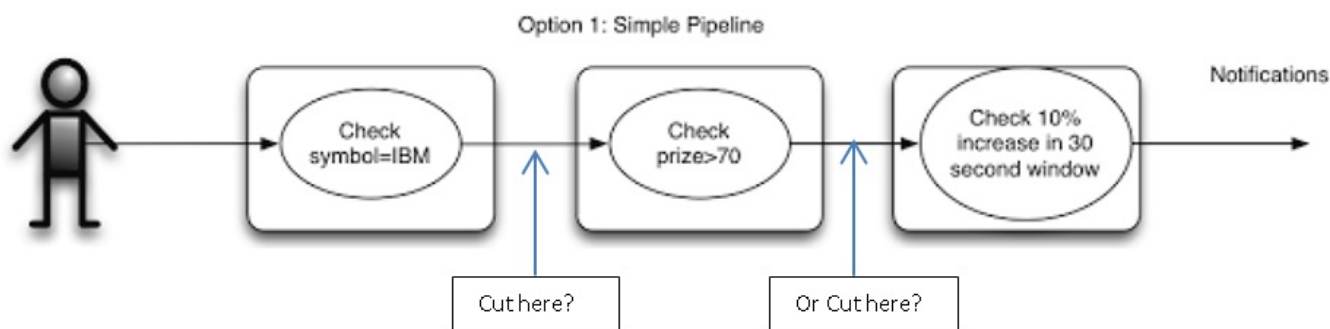 Option 1: Simple Pipeline
Notifications
Check
symbol=IBM
Check
prize>70
Check 10%
increase in 30
second window
Cut here?
Or Cut here?